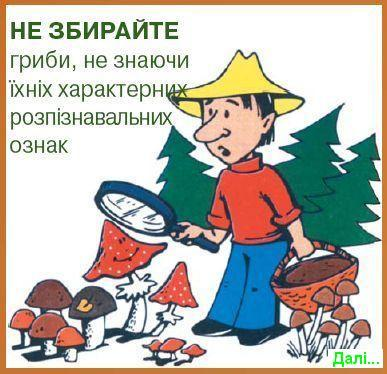 НЕ ЗБИРАЙТЕ
гриби, не знаючи
їхніх характерних
розпізнавальних
ознак
Далі...